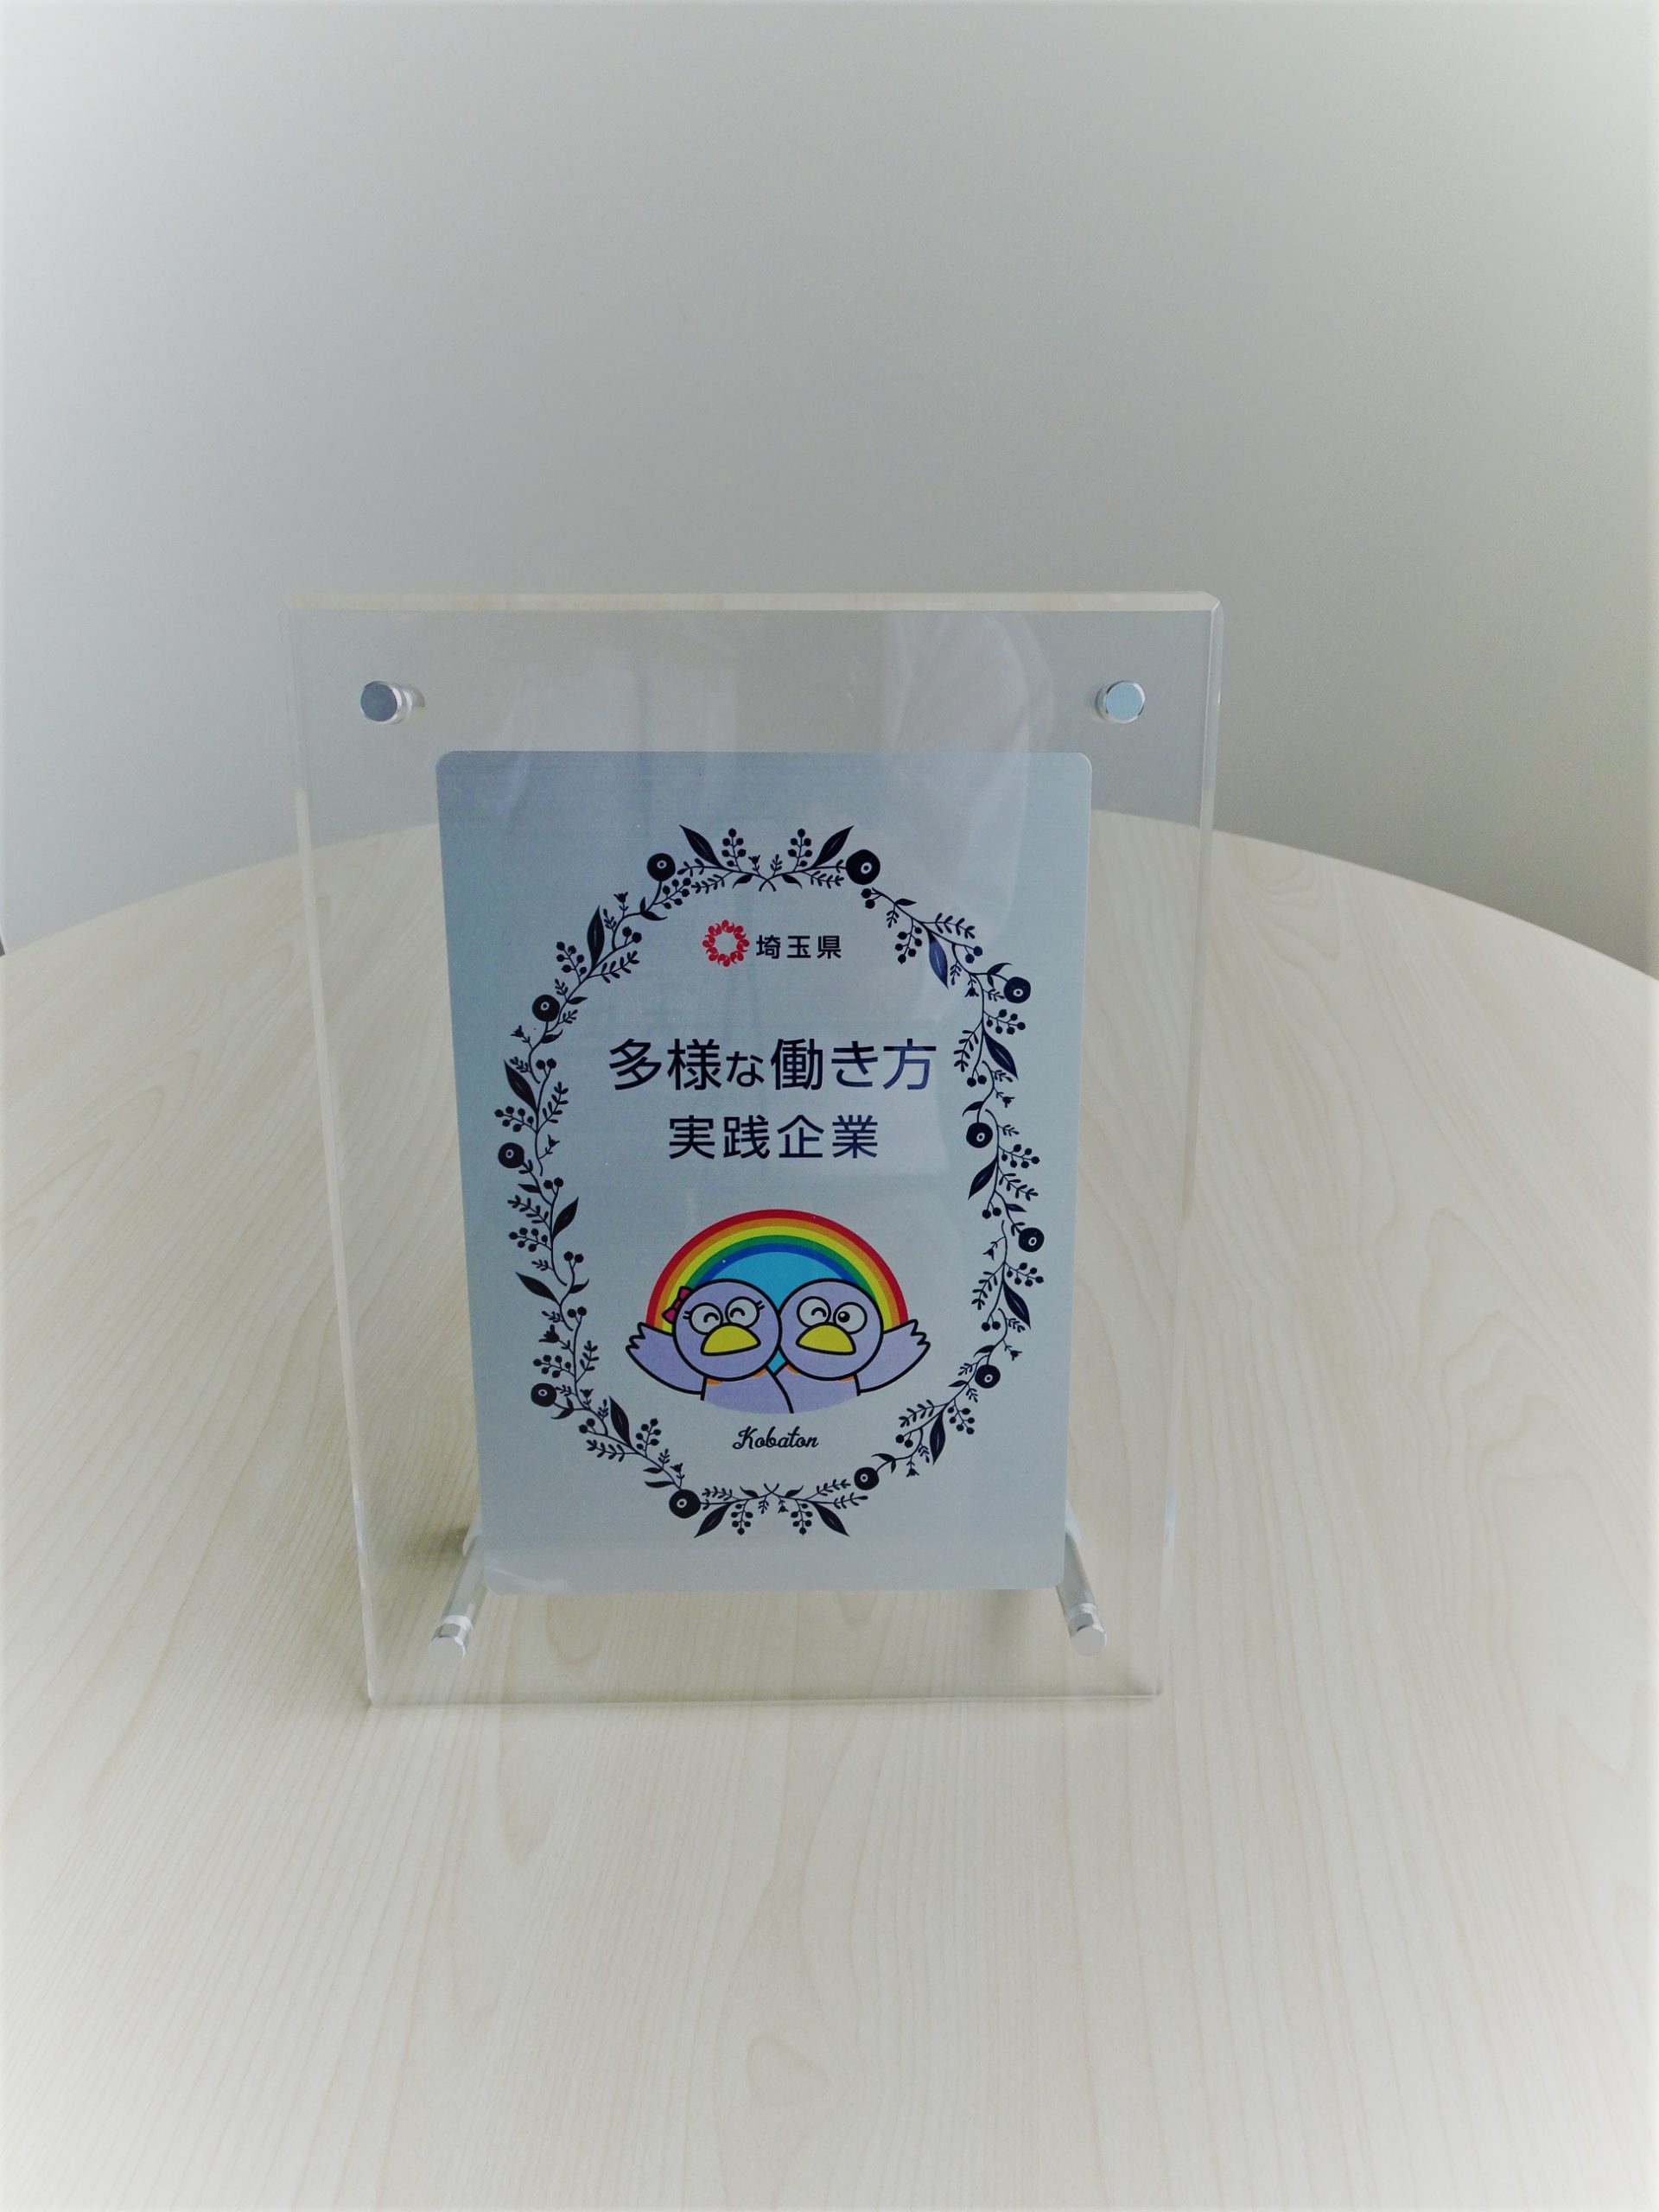 埼玉県
多様な働き方
実践企業
Kobaton